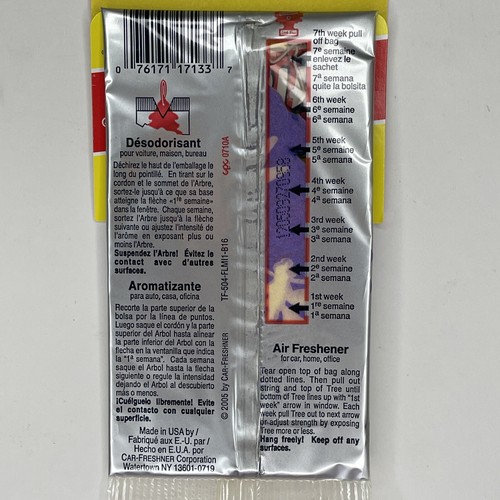 0 76171 17133 7
Désodorisant
pour voiture, maison, bureau
Déchirez le haut de l'emballage le
long du pointillé. En tirant sur le
cordon et le sommet de l'Arbre,
sortez-le jusqu'à ce que sa base
atteigne la flèche «1re semaine»
dans la fenêtre. Chaque semaine,
sortez l'Arbre jusqu'à la flèche
suivante ou ajustez l'intensité de
l'arôme en exposant plus ou
moins l'Arbre.
Suspendez l'Arbre! Évitez le
contact avec d'autres
surfaces.
Aromatizante
para auto, casa, oficina
Recorte la parte superior de la
bolsa por la línea de puntos.
Luego saque el cordón y la parte
superior del Arbol hasta alinear
la parte inferior del Arbol con la
flecha en la ventanilla que indica
la "1ª semana". Cada semana
saque el Arbol hasta la flecha
siguiente o regule la intensidad
dejando el Arbol al descubierto
más o menos.
¡Cuélguelo libremente! Evite
el contacto con cualquier
superficie.
Made in USA by /
Fabriqué aux E.-U. par /
Hecho en E.U.A. por
CAR-FRESHNER Corporation
Watertown NY 13601-0719
cpc 0710A
TF-504-FLM11-B16
© 2005 by CAR-FRESHNER
7th week pull
off bag
7e semaine
enlevez le
sachet
7ª semana
quite la bolsita
6th week
6e semaine
6ª semana
5th week
5e semaine
5ª semana
4th week
4e semaine
4ª semana
3rd week
3e semaine
3ª semana
2nd week
2e semaine
2ª semana
1st week
1re semaine
1ª semana
Air Freshener
for car, home, office
Tear open top of bag along
dotted lines. Then pull out
string and top of Tree until
bottom of Tree lines up with "1st
week" arrow in window. Each
week pull Tree out to next arrow
or adjust strength by exposing
Tree more or less.
Hang freely! Keep off any
surfaces.